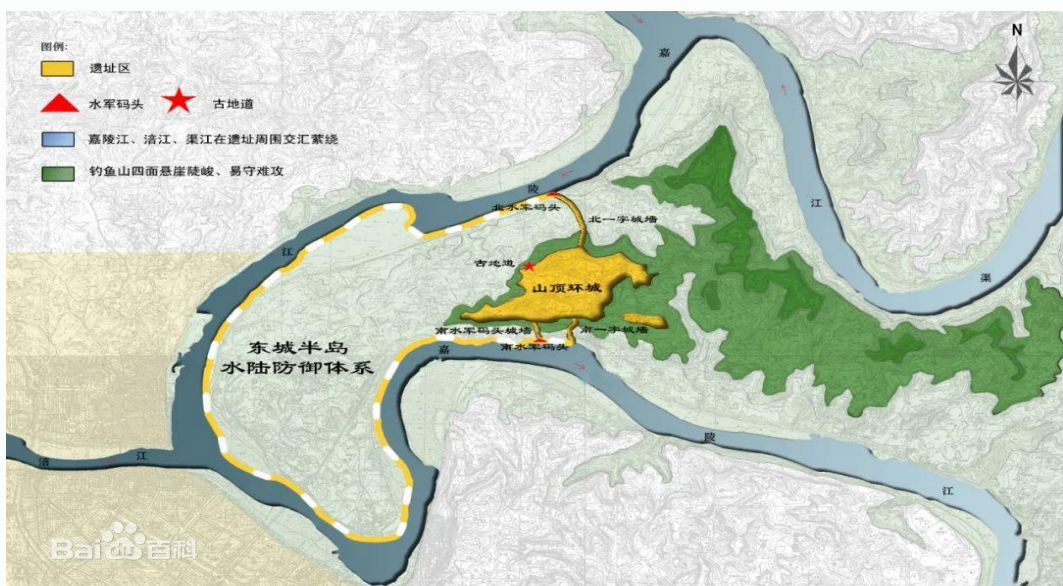 图例:
遗址区
水军码头
古地道
嘉陵江、涪江、渠江在遗址周围交汇萦绕
钓鱼山四面悬崖陡峻、易守难攻
N
嘉
陵
江
江
渠
北水军码头
北一字城墙
古地道
山顶环城
南水军码头城墙
南一字城墙
南水军码头
东城半岛
水陆防御体系
嘉
陵
江
涪
江
Bai 百科